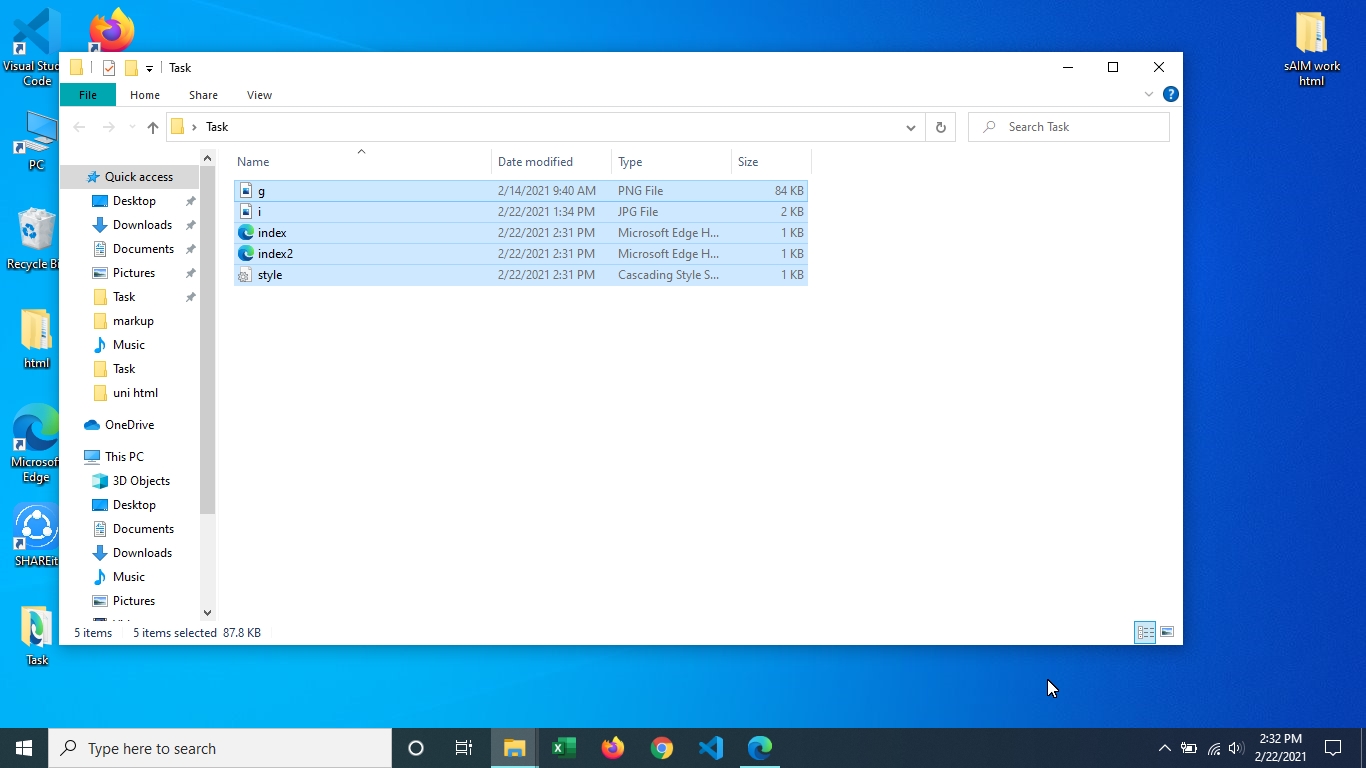 Visual Stud
Code
sAIM work
html
Task
File
Home
Share
View
?
Task
Search Task
Name
Date modified
Type
Size
g
2/14/2021 9:40 AM
PNG File
84 KB
i
2/22/2021 1:34 PM
JPG File
2 KB
index
2/22/2021 2:31 PM
Microsoft Edge H...
1 KB
index2
2/22/2021 2:31 PM
Microsoft Edge H...
1 KB
style
2/22/2021 2:31 PM
Cascading Style S...
1 KB
Quick access
Desktop
Downloads
Documents
Pictures
Task
markup
Music
Task
uni html
OneDrive
This PC
3D Objects
Desktop
Documents
Downloads
Music
Pictures
5 items
5 items selected 87.8 KB
PC
Recycle Bi
html
Microsof
Edge
SHAREit
Task
Type here to search
2:32 PM
2/22/2021